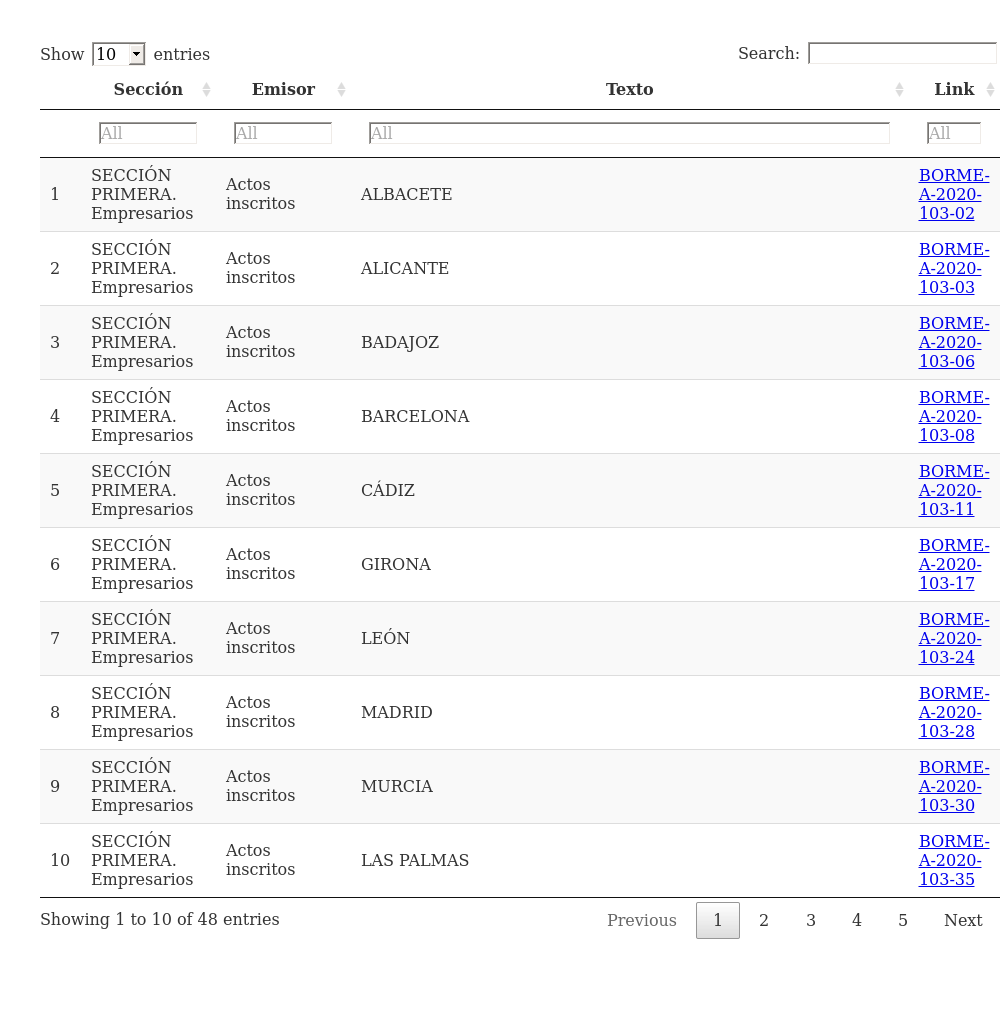 Show 10 entries Search:
Sección Emisor Texto Link
All All All All
1 SECCIÓN PRIMERA. Empresarios Actos inscritos ALBACETE BORME-A-2020-103-02
2 SECCIÓN PRIMERA. Empresarios Actos inscritos ALICANTE BORME-A-2020-103-03
3 SECCIÓN PRIMERA. Empresarios Actos inscritos BADAJOZ BORME-A-2020-103-06
4 SECCIÓN PRIMERA. Empresarios Actos inscritos BARCELONA BORME-A-2020-103-08
5 SECCIÓN PRIMERA. Empresarios Actos inscritos CÁDIZ BORME-A-2020-103-11
6 SECCIÓN PRIMERA. Empresarios Actos inscritos GIRONA BORME-A-2020-103-17
7 SECCIÓN PRIMERA. Empresarios Actos inscritos LEÓN BORME-A-2020-103-24
8 SECCIÓN PRIMERA. Empresarios Actos inscritos MADRID BORME-A-2020-103-28
9 SECCIÓN PRIMERA. Empresarios Actos inscritos MURCIA BORME-A-2020-103-30
10 SECCIÓN PRIMERA. Empresarios Actos inscritos LAS PALMAS BORME-A-2020-103-35
Showing 1 to 10 of 48 entries Previous 1 2 3 4 5 Next